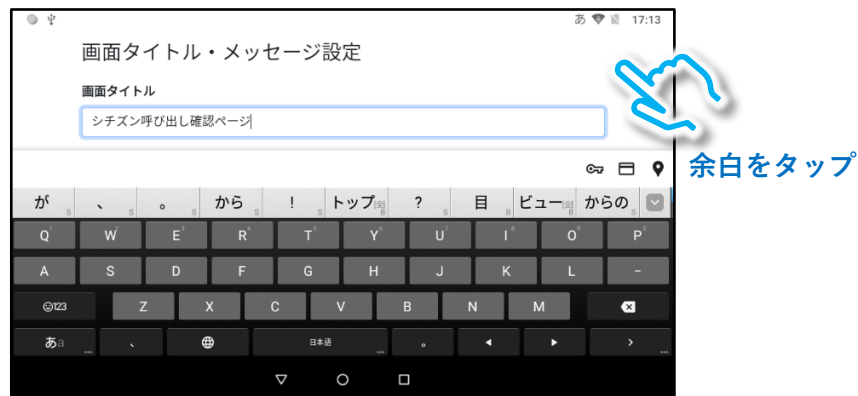 あ 17:13
画面タイトル・メッセージ設定
画面タイトル
シチズン呼び出し確認ページ
余白をタップ
が 、 。 から ! トップ ? 目 ビュー からの
Q W E R T Y U I O P
A S D F G H J K L -
☺123 Z X C V B N M
あa 、 日本語 。